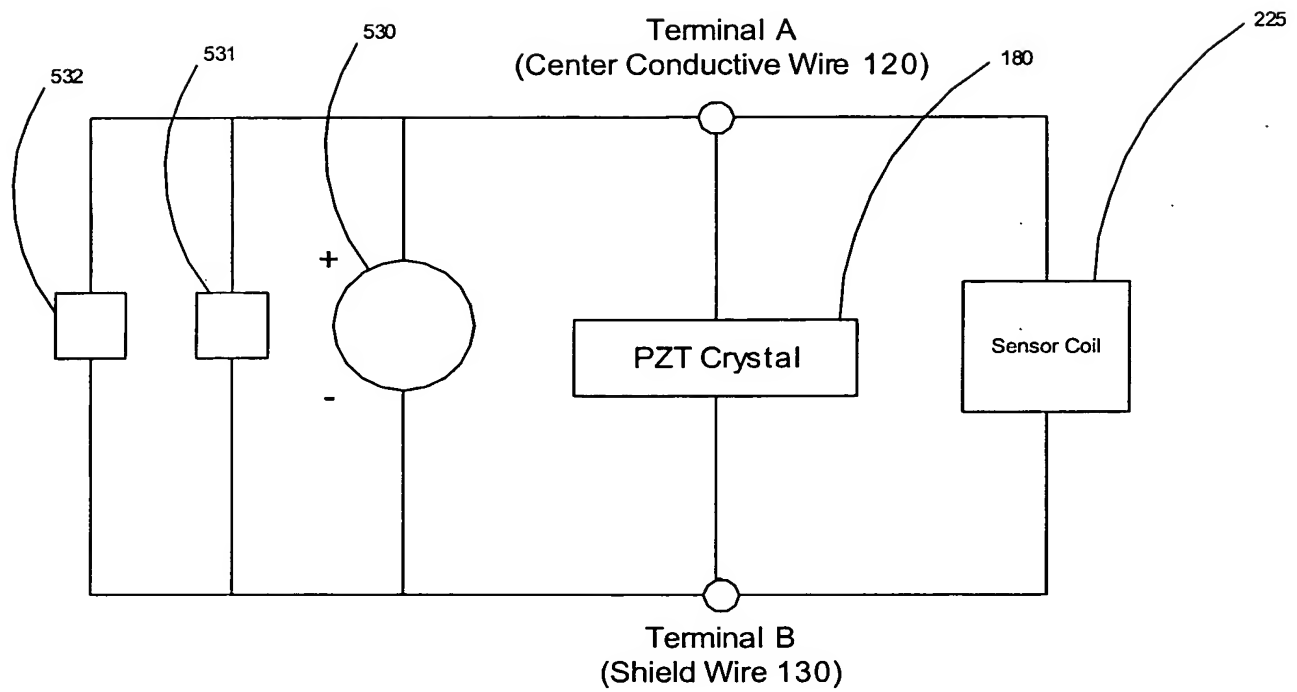 225
530
Terminal A
531
(Center Conductive Wire 120)
180
532
+
PZT Crystal
Sensor Coil
-
Terminal B
(Shield Wire 130)